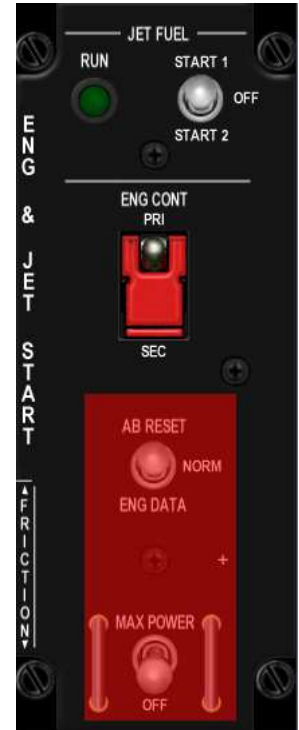 JET FUEL
RUN
START 1
OFF
START 2
ENG & JET START
ENG CONT
PRI
SEC
AB RESET
NORM
ENG DATA
FRICTION
MAX POWER
OFF